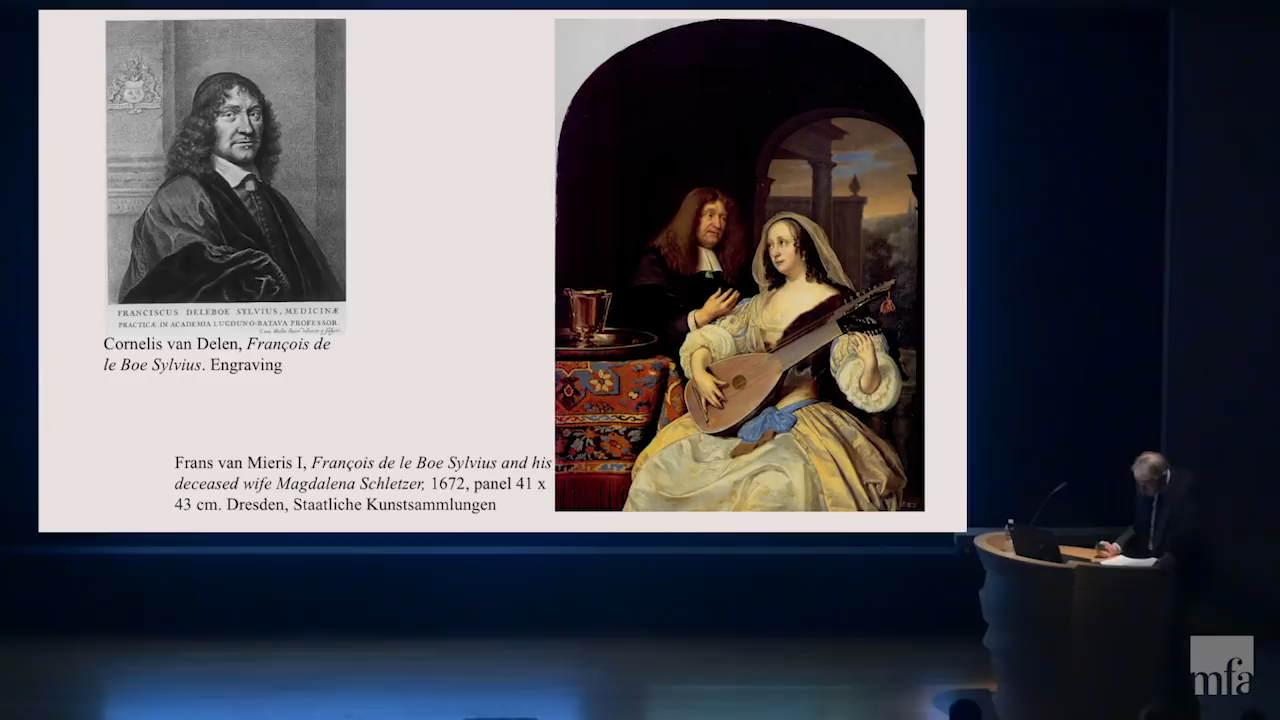 FRANCISCUS DELEBOE SYLVIUS, MEDICINÆ
PRACTICÆ IN ACADEMIA LUGDUNO-BATAVA PROFESSOR.
Cornelis van Delen, François de
le Boe Sylvius. Engraving
Frans van Mieris I, François de le Boe Sylvius and his
deceased wife Magdalena Schletzer, 1672, panel 41 x
43 cm. Dresden, Staatliche Kunstsammlungen
mfa